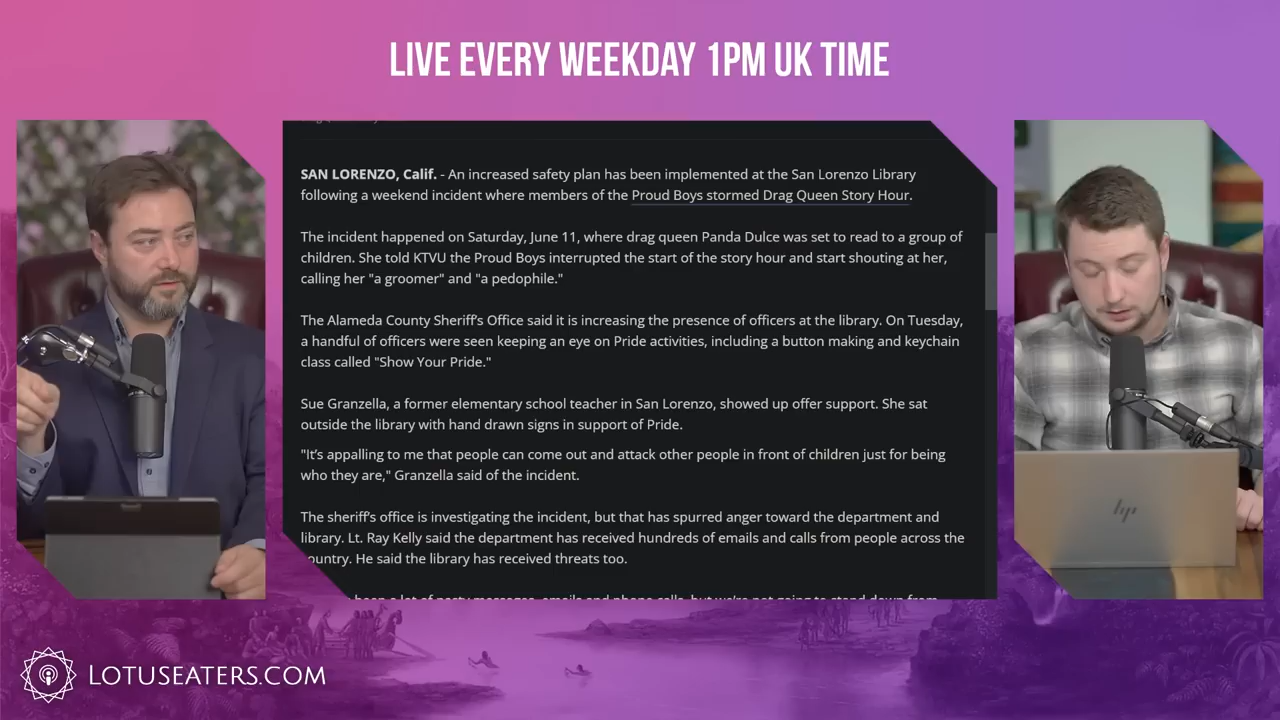 LIVE EVERY WEEKDAY 1PM UK TIME
SAN LORENZO, Calif. - An increased safety plan has been implemented at the San Lorenzo Library
following a weekend incident where members of the Proud Boys stormed Drag Queen Story Hour.
The incident happened on Saturday, June 11, where drag queen Panda Dulce was set to read to a group of
children. She told KTVU the Proud Boys interrupted the start of the story hour and start shouting at her,
calling her "a groomer" and "a pedophile."
The Alameda County Sheriff's Office said it is increasing the presence of officers at the library. On Tuesday,
a handful of officers were seen keeping an eye on Pride activities, including a button making and keychain
class called "Show Your Pride."
Sue Granzella, a former elementary school teacher in San Lorenzo, showed up offer support. She sat
outside the library with hand drawn signs in support of Pride.
"It's appalling to me that people can come out and attack other people in front of children just for being
who they are," Granzella said of the incident.
The sheriff's office is investigating the incident, but that has spurred anger toward the department and
library. Lt. Ray Kelly said the department has received hundreds of emails and calls from people across the
country. He said the library has received threats too.
hp
LOTUSEATERS.COM